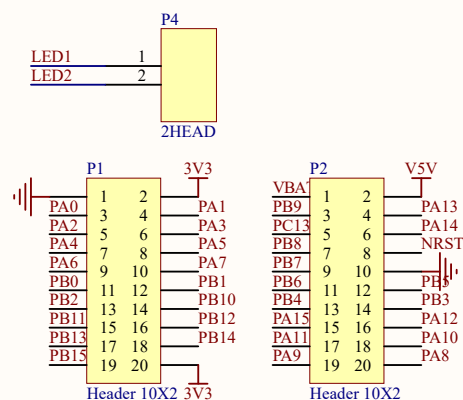 P4
LED1 1
LED2 2
2HEAD
P1 3V3 P2 V5V
1 2 VBAT 1 2
PA0 3 4 PA1 PB9 3 4 PA13
PA2 5 6 PA3 PC13 5 6 PA14
PA4 7 8 PA5 PB8 7 8 NRST
PA6 9 10 PA7 PB7 9 10
PB0 11 12 PB1 PB6 11 12 PB5
PB2 13 14 PB10 PB4 13 14 PB3
PB11 15 16 PB12 PA15 15 16 PA12
PB13 17 18 PB14 PA11 17 18 PA10
PB15 19 20 PA9 19 20 PA8
Header 10X2 3V3 Header 10X2